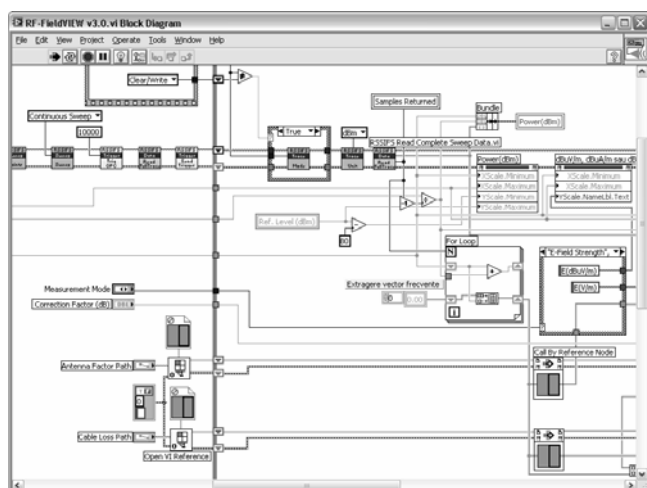 RF-FieldVIEW v3.0.vi Block Diagram
File Edit View Project Operate Tools Window Help
Clear/Write
Continuous Sweep
10000
True
dBm
Samples Returned
Bundle
Power(dBm)
RSSIFS Read Complete Sweep Data.vi
Power(dBm)
XScale.Minimum
XScale.Maximum
YScale.Minimum
YScale.Maximum
dBuV/m, dBuA/m sau dB
XScale.Minimum
XScale.Maximum
YScale.NameLbl.Text
Ref. Level (dBm)
80
For Loop
N
i
Extragere vector frecvente
0
0.00
"E-Field Strength",
E(dBuV/m)
E(V/m)
Measurement Mode
Correction Factor (dB)
Antenna Factor Path
Cable Loss Path
Open VI Reference
Call By Reference Node